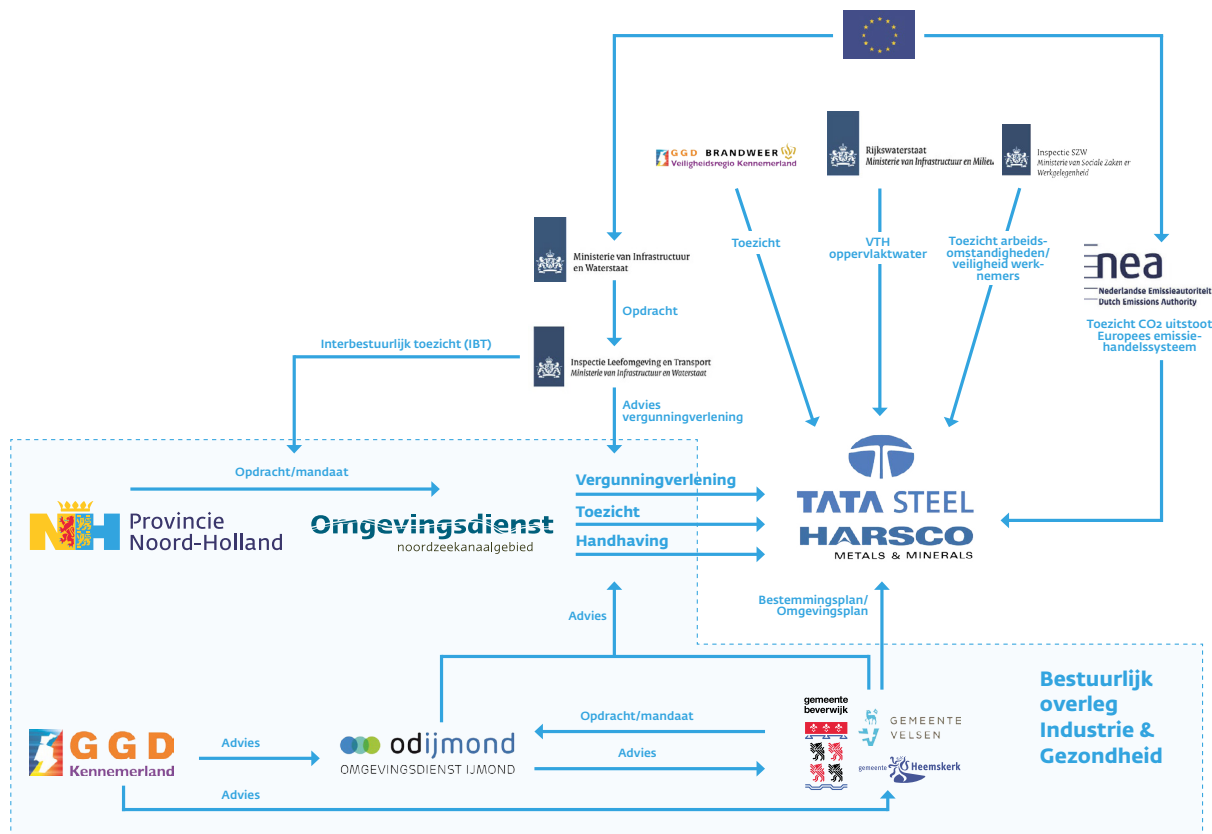 GGD BRANDWEER
Veiligheidsregio Kennemerland
Rijkswaterstaat
Ministerie van Infrastructuur en Milieu
Inspectie SZW
Ministerie van Sociale Zaken er
Werkgelegenheid
Toezicht
VTH
oppervlaktwater
Toezicht arbeids-
omstandigheden/
veiligheid werk-
nemers
nea
Nederlandse Emissieautoriteit
Dutch Emissions Authority
Toezicht CO2 uitstoot
Europees emissie-
handelssysteem
Ministerie van Infrastructuur
en Waterstaat
Opdracht
Interbestuurlijk toezicht (IBT)
Inspectie Leefomgeving en Transport
Ministerie van Infrastructuur en Waterstaat
Advies
vergunningverlening
Opdracht/mandaat
NH Provincie
Noord-Holland
Omgevingsdienst
noordzeekanaalgebied
Vergunningverlening
Toezicht
Handhaving
TATA STEEL
HARSCO
METALS & MINERALS
Advies
Bestemmingsplan/
Omgevingsplan
Bestuurlijk
overleg
Industrie &
Gezondheid
GGD
Kennemerland
Advies
odijmond
OMGEVINGSDIENST IJMOND
Opdracht/mandaat
Advies
gemeente
beverwijk
GEMEENTE
VELSEN
gemeente Heemskerk
Advies